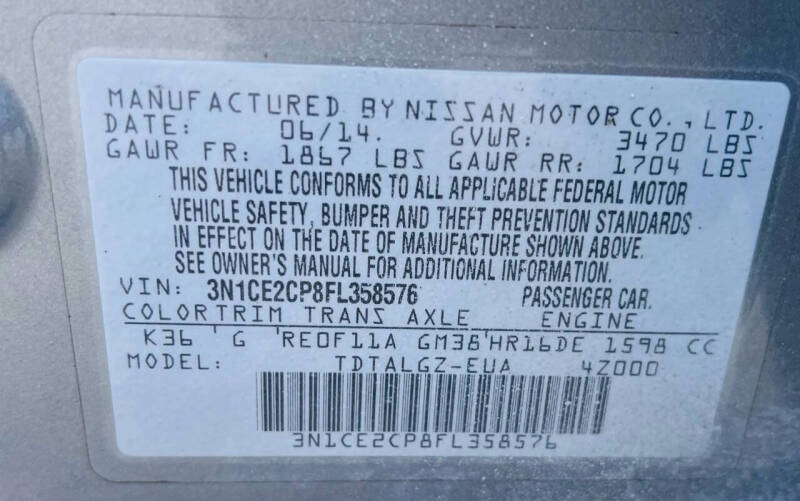 MANUFACTURED BY NISSAN MOTOR CO., LTD.
DATE: 06/14. GVWR: 3470 LBS
GAWR FR: 1867 LBS GAWR RR: 1704 LBS
THIS VEHICLE CONFORMS TO ALL APPLICABLE FEDERAL MOTOR
VEHICLE SAFETY, BUMPER AND THEFT PREVENTION STANDARDS
IN EFFECT ON THE DATE OF MANUFACTURE SHOWN ABOVE.
SEE OWNER'S MANUAL FOR ADDITIONAL INFORMATION.
VIN: 3N1CE2CP8FL358576 PASSENGER CAR.
COLOR TRIM TRANS AXLE ENGINE
K36 ' G 'RE0F11A GM38'HR16DE 1598 CC
MODEL: TDTALGZ-EUA 4Z000
3N1CE2CP8FL358576